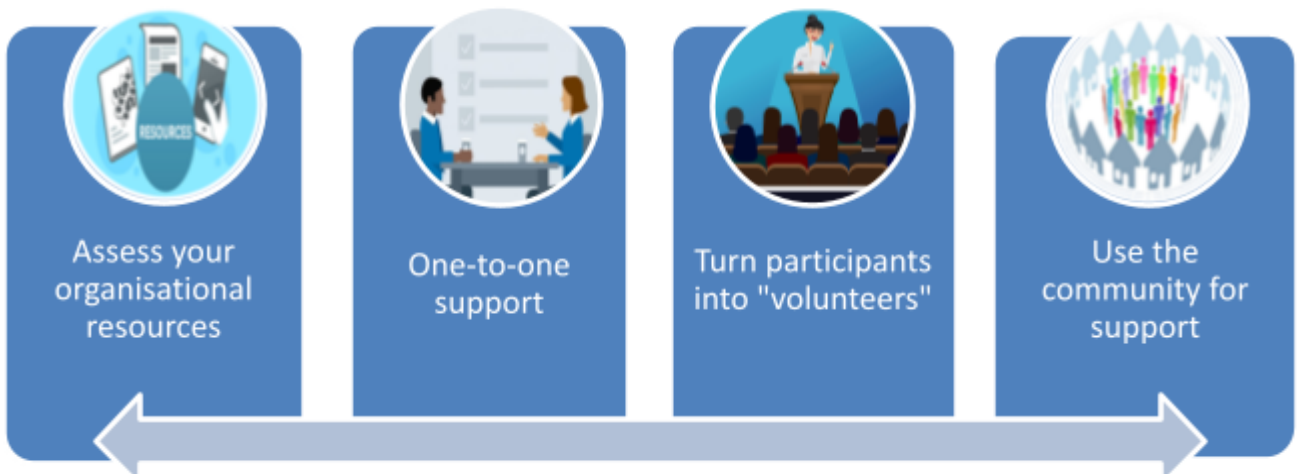 RESOURCES
Assess your
organisational
resources
One-to-one
support
Turn participants
into "volunteers"
Use the
community for
support